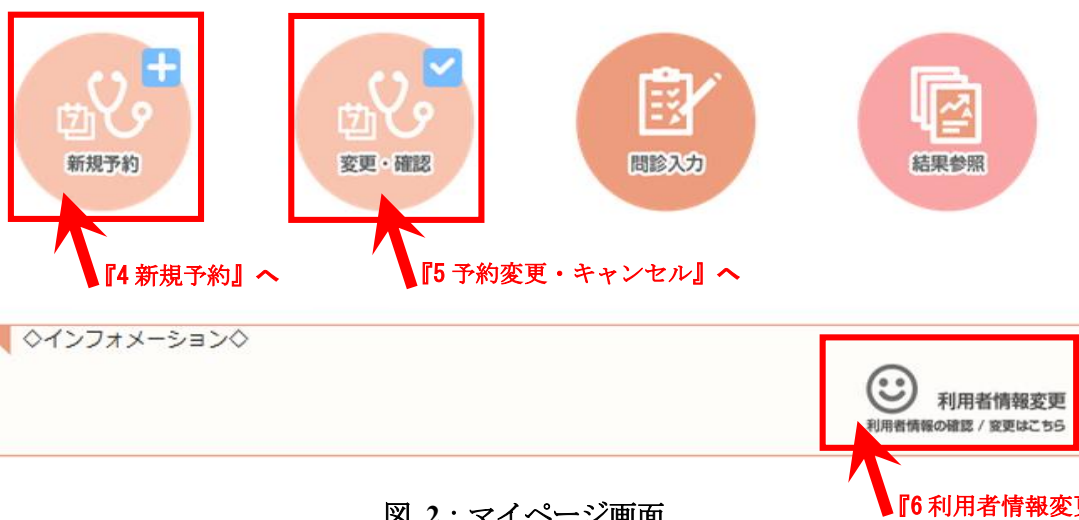 新規予約
変更・確認
問診入力
結果参照
『4 新規予約』へ
『5 予約変更・キャンセル』へ
◇インフォメーション◇
利用者情報変更
利用者情報の確認 / 変更はこちら
『6 利用者情報変
図 2：マイページ画面